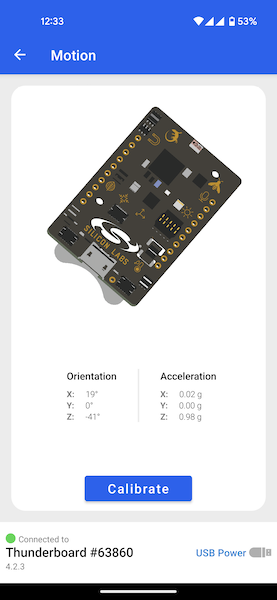 12:33
53%
Motion
SILICON LABS
Orientation
X: 19°
Y: 0°
Z: -41°
Acceleration
X: 0.02 g
Y: 0.00 g
Z: 0.98 g
Calibrate
Connected to
Thunderboard #63860
4.2.3
USB Power